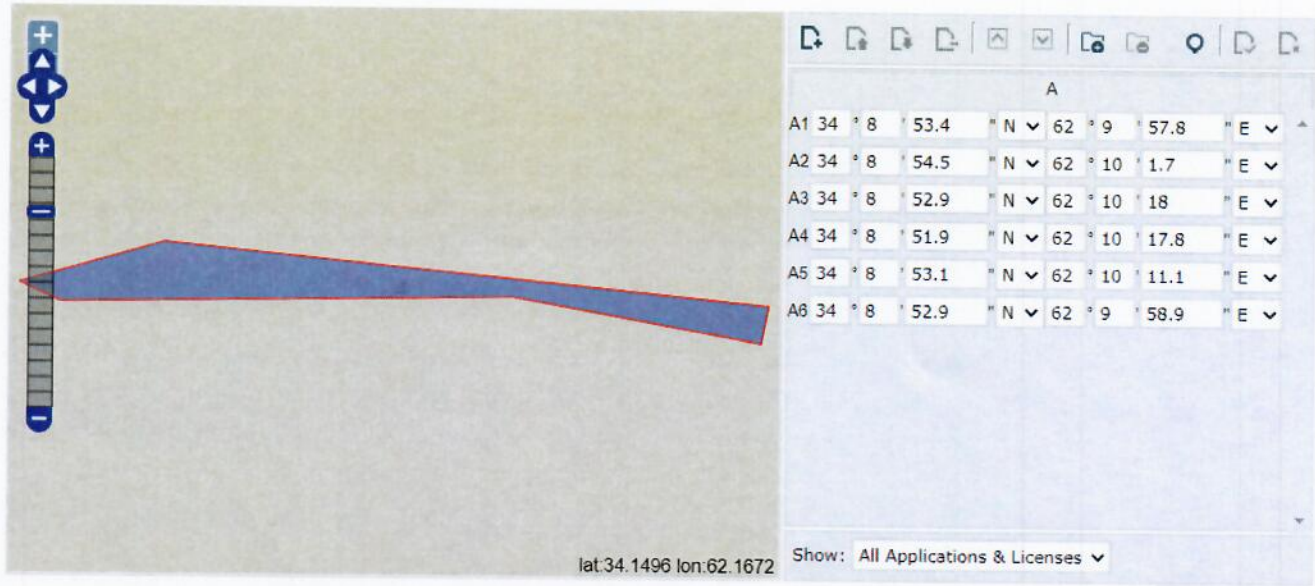 A
A1 34 ° 8 ' 53.4 " N 62 ° 9 ' 57.8 " E
A2 34 ° 8 ' 54.5 " N 62 ° 10 ' 1.7 " E
A3 34 ° 8 ' 52.9 " N 62 ° 10 ' 18 " E
A4 34 ° 8 ' 51.9 " N 62 ° 10 ' 17.8 " E
A5 34 ° 8 ' 53.1 " N 62 ° 10 ' 11.1 " E
A6 34 ° 8 ' 52.9 " N 62 ° 9 ' 58.9 " E
lat:34.1496 lon:62.1672
Show: All Applications & Licenses